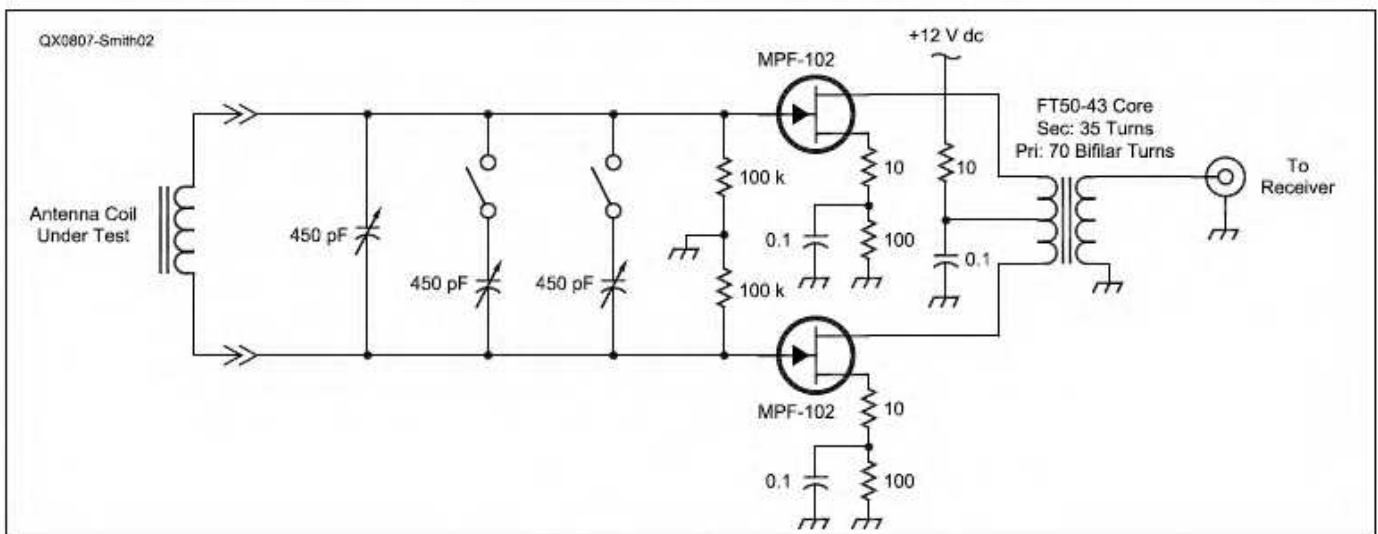 QX0807-Smith02
+12 V dc
MPF-102
FT50-43 Core
Sec: 35 Turns
Pri: 70 Bifilar Turns
To
Receiver
10
10
100 k
Antenna Coil
Under Test
450 pF
450 pF
450 pF
0.1
100
0.1
100 k
MPF-102
10
0.1
100